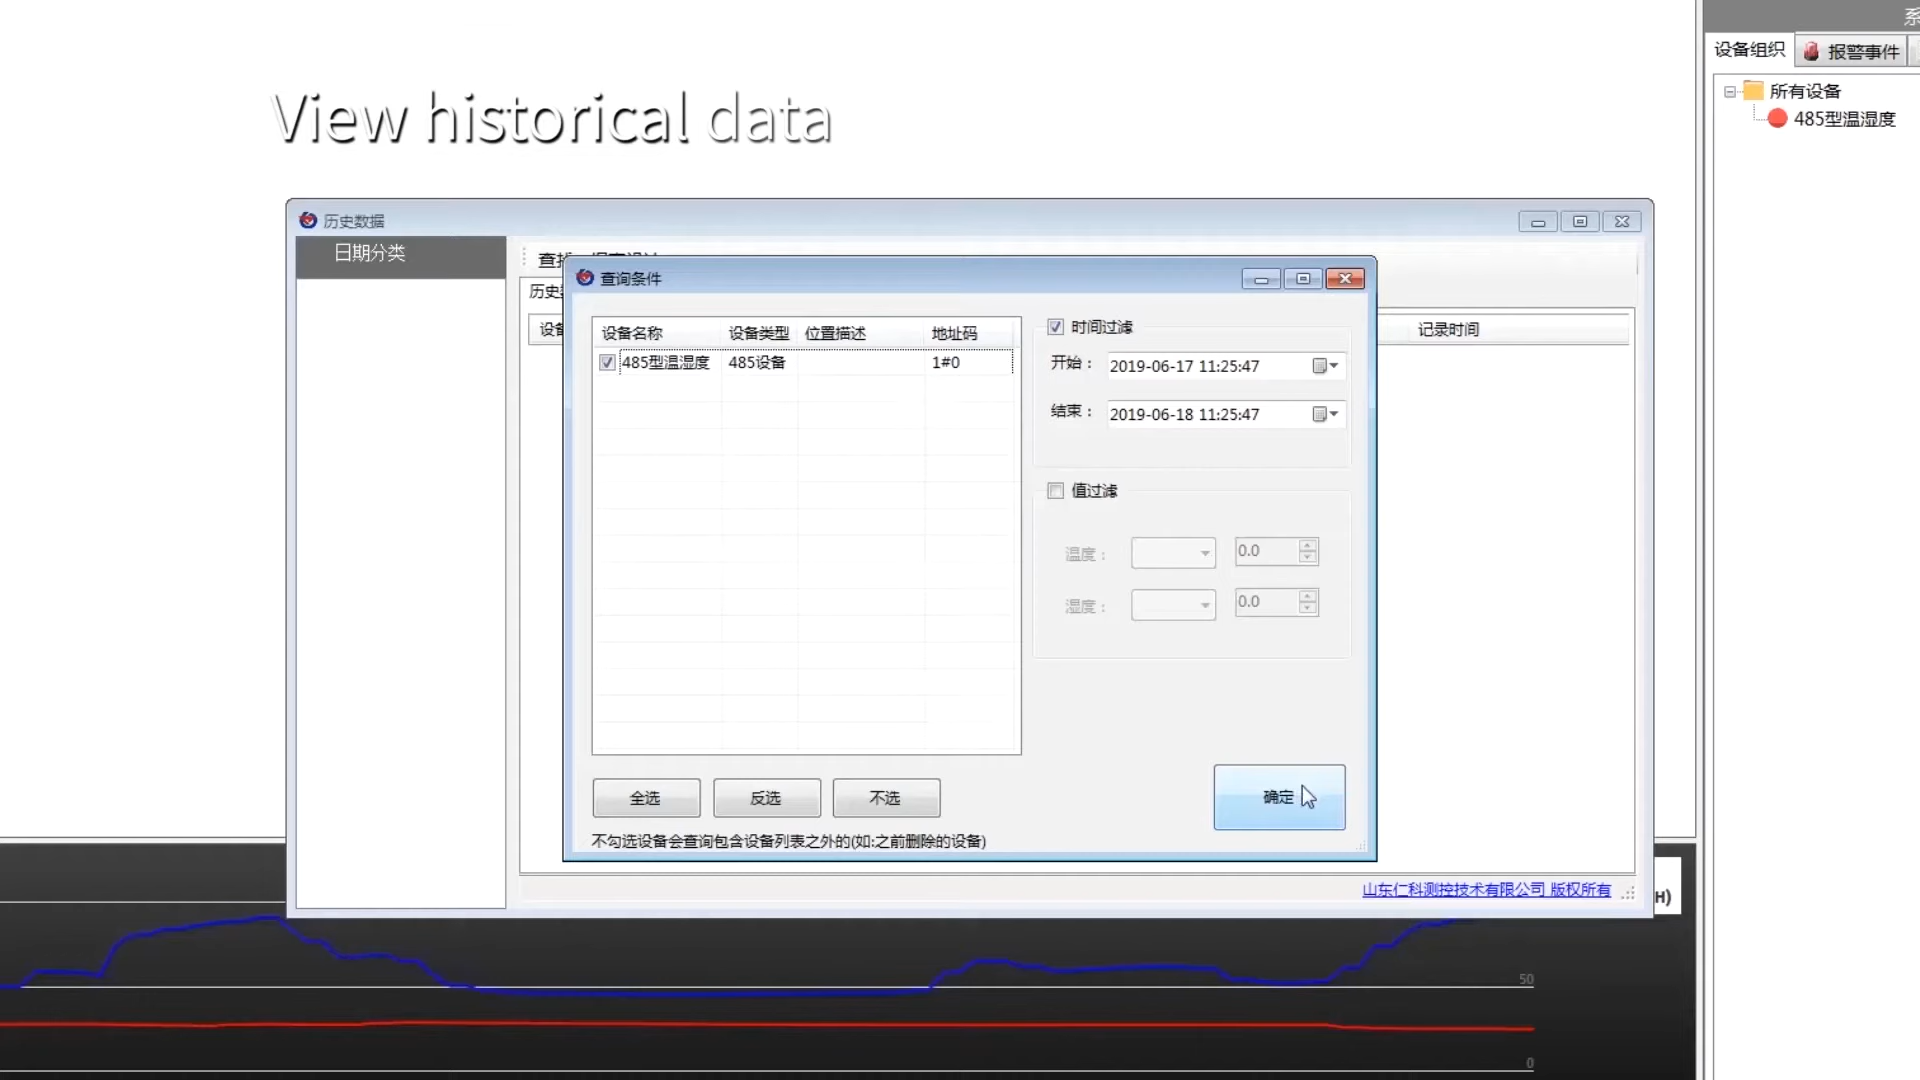 系
设备组织 报警事件
所有设备
485型温湿度
View historical data
历史数据
日期分类
查询条件
设备名称 设备类型 位置描述 地址码
485型温湿度 485设备 1#0
时间过滤
开始: 2019-06-17 11:25:47
结束: 2019-06-18 11:25:47
值过滤
温度: 0.0
湿度: 0.0
全选 反选 不选
确定
不勾选设备会查询包含设备列表之外的(如:之前删除的设备)
历史
设备
记录时间
山东仁科测控技术有限公司 版权所有
H)
50
0